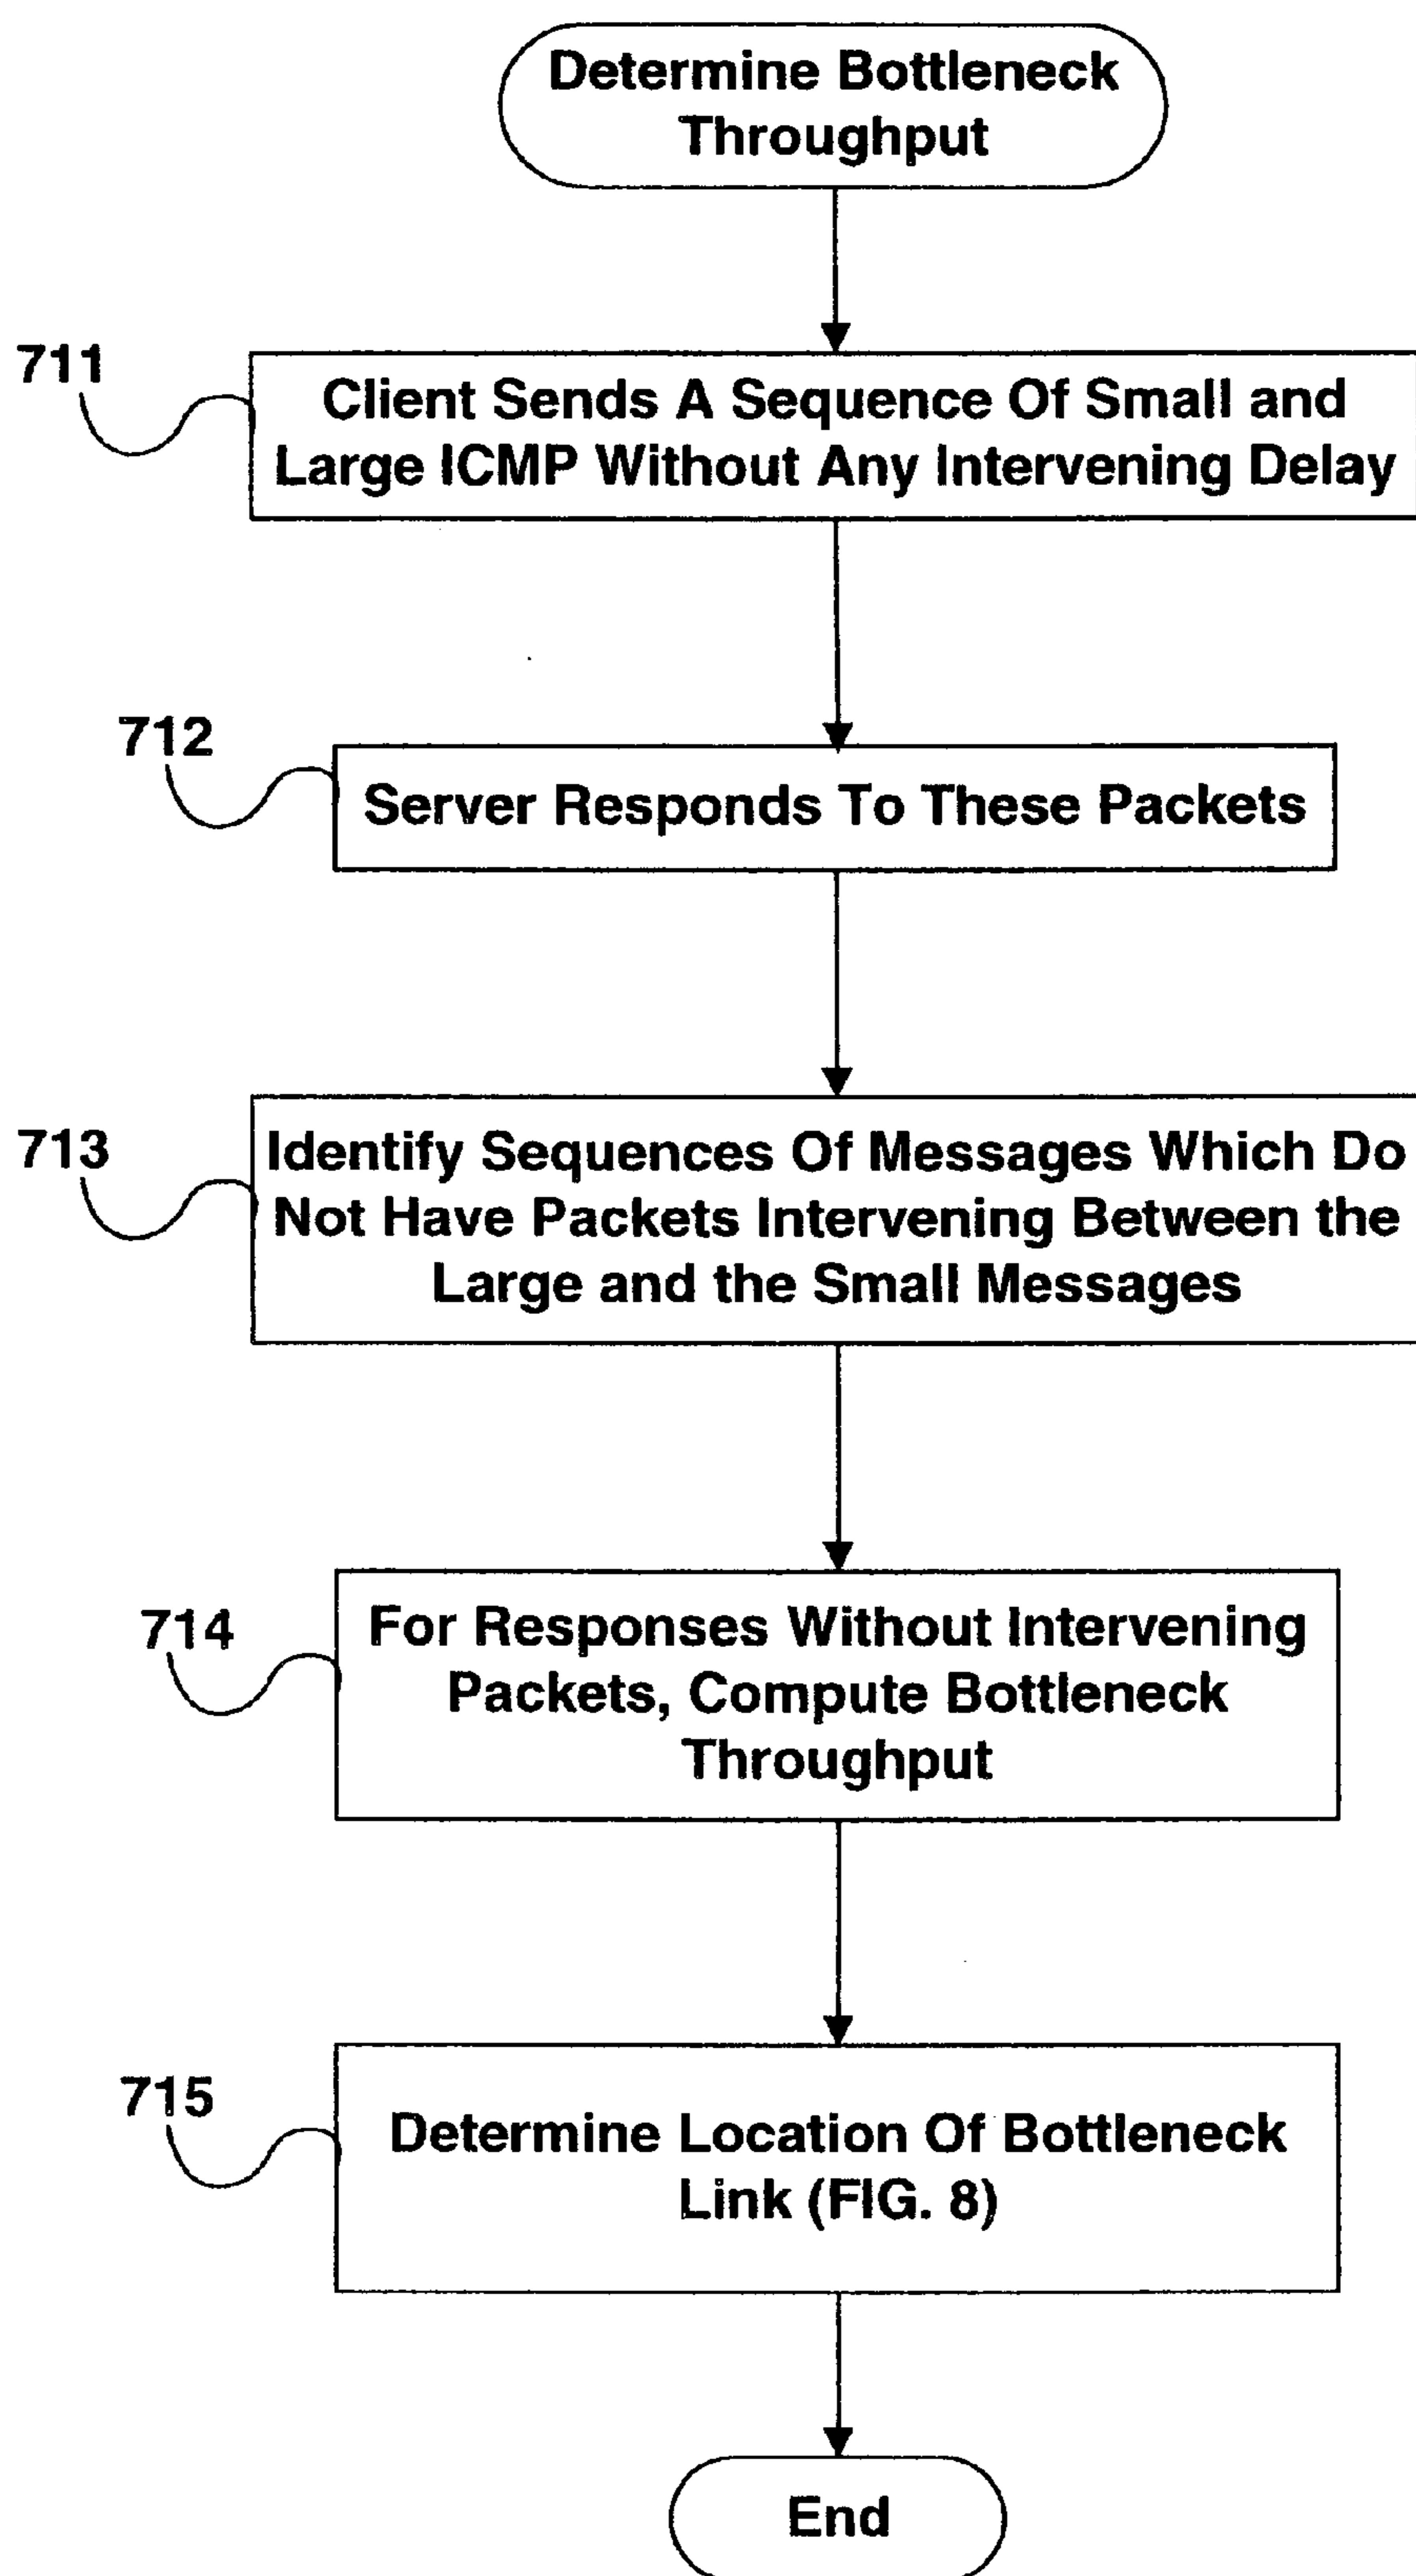 Determine Bottleneck
Throughput
711
Client Sends A Sequence Of Small and
Large ICMP Without Any Intervening Delay
712
Server Responds To These Packets
713
Identify Sequences Of Messages Which Do
Not Have Packets Intervening Between the
Large and the Small Messages
714
For Responses Without Intervening
Packets, Compute Bottleneck
Throughput
715
Determine Location Of Bottleneck
Link (FIG. 8)
End